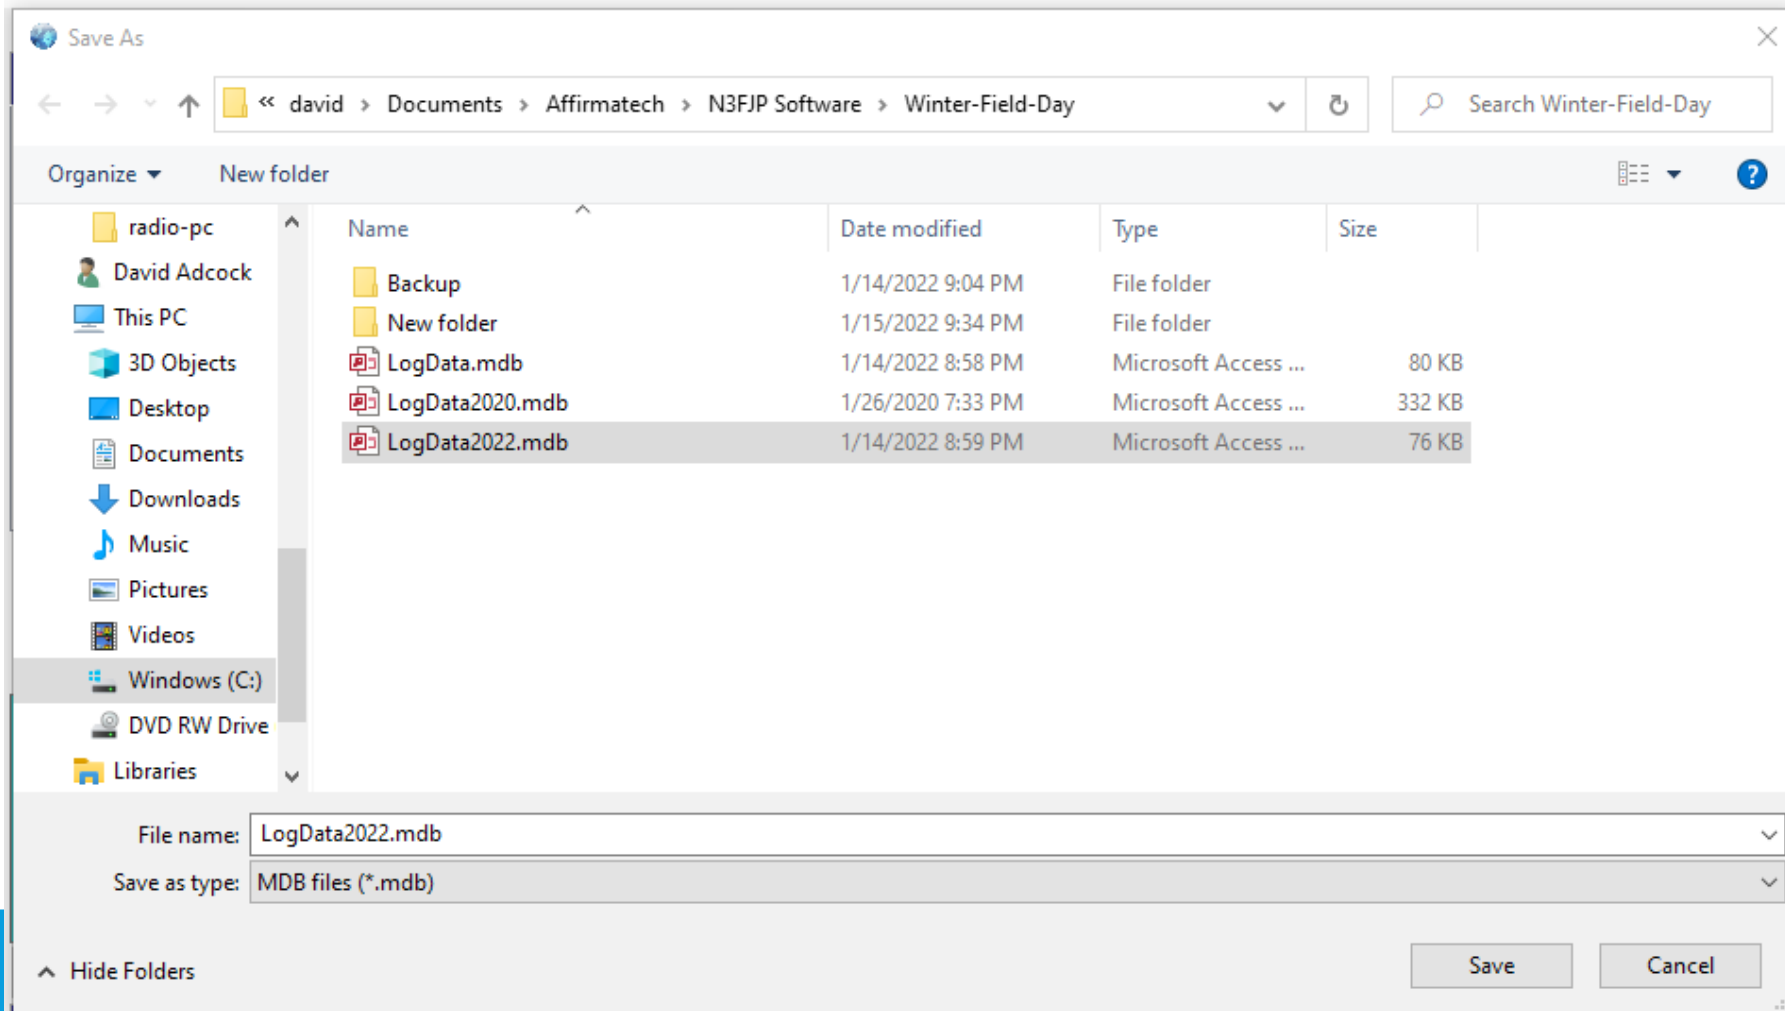 Save As
« david › Documents › Affirmatech › N3FJP Software › Winter-Field-Day
Search Winter-Field-Day
Organize New folder
?
radio-pc
David Adcock
This PC
3D Objects
Desktop
Documents
Downloads
Music
Pictures
Videos
Windows (C:)
DVD RW Drive
Libraries
Name Date modified Type Size
Backup 1/14/2022 9:04 PM File folder
New folder 1/15/2022 9:34 PM File folder
LogData.mdb 1/14/2022 8:58 PM Microsoft Access ... 80 KB
LogData2020.mdb 1/26/2020 7:33 PM Microsoft Access ... 332 KB
LogData2022.mdb 1/14/2022 8:59 PM Microsoft Access ... 76 KB
File name: LogData2022.mdb
Save as type: MDB files (*.mdb)
Hide Folders
Save Cancel